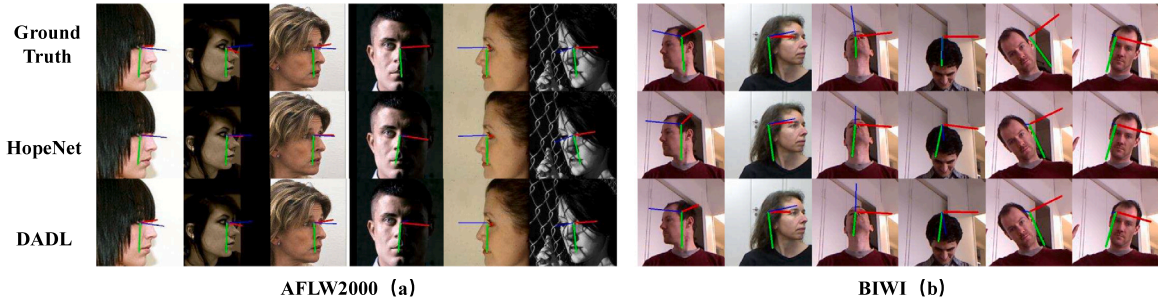 Ground
Truth
HopeNet
DADL
AFLW2000（a） BIWI（b）